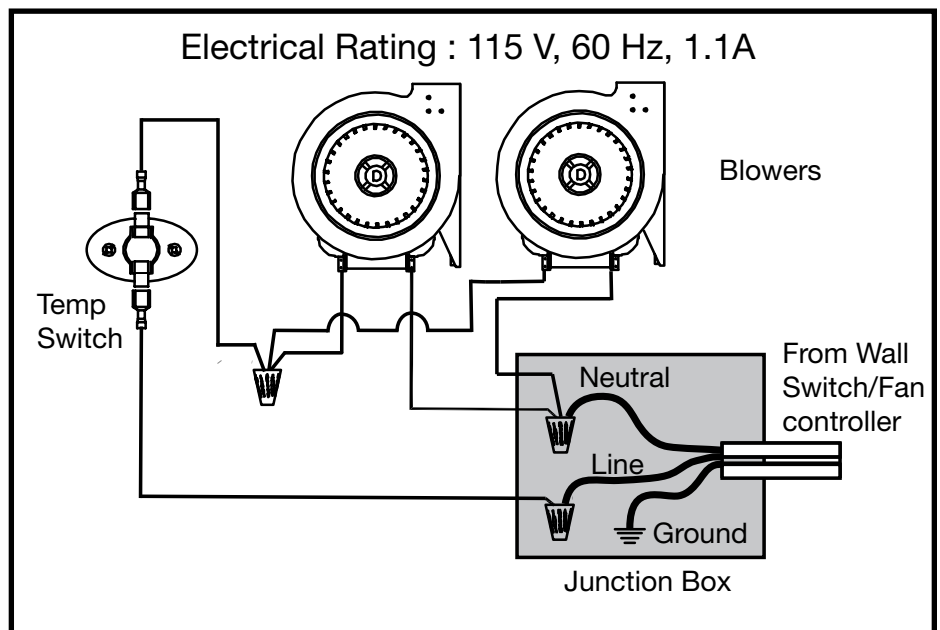 Electrical Rating : 115 V, 60 Hz, 1.1A
D
D
Blowers
Temp
Switch
From Wall
Switch/Fan
controller
Neutral
Line
Ground
Junction Box